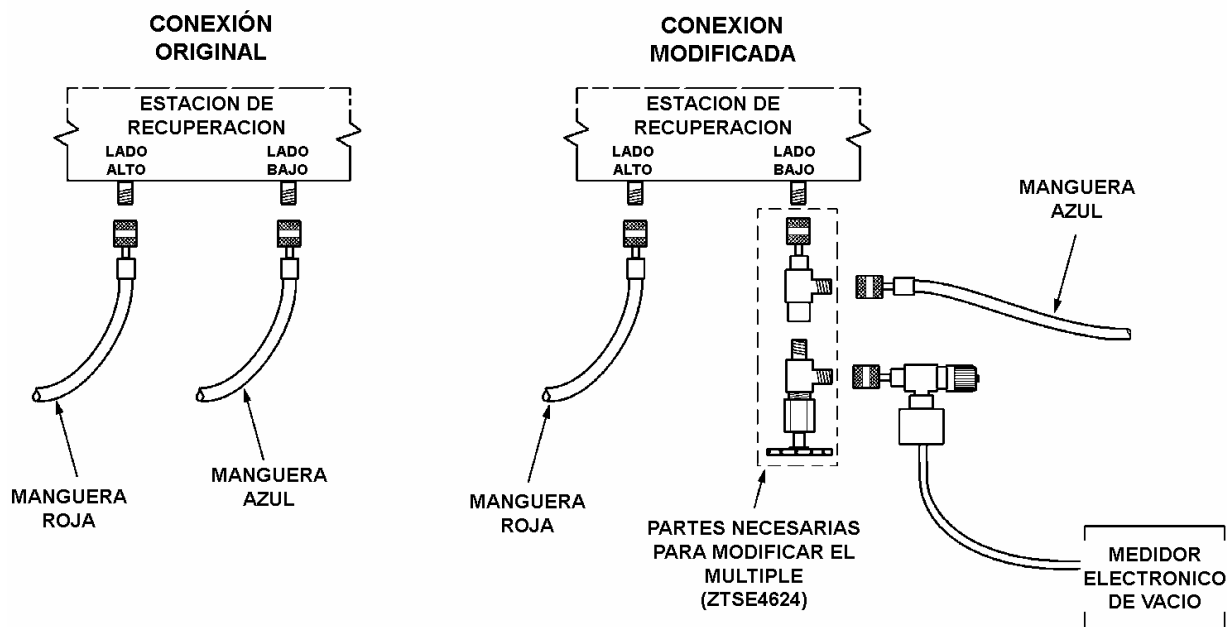 CONEXIÓN
ORIGINAL
ESTACION DE
RECUPERACION
LADO
ALTO
LADO
BAJO
MANGUERA
ROJA
MANGUERA
AZUL
CONEXION
MODIFICADA
ESTACION DE
RECUPERACION
LADO
ALTO
LADO
BAJO
MANGUERA
AZUL
MANGUERA
ROJA
PARTES NECESARIAS
PARA MODIFICAR EL
MULTIPLE
(ZTSE4624)
MEDIDOR
ELECTRONICO
DE VACIO